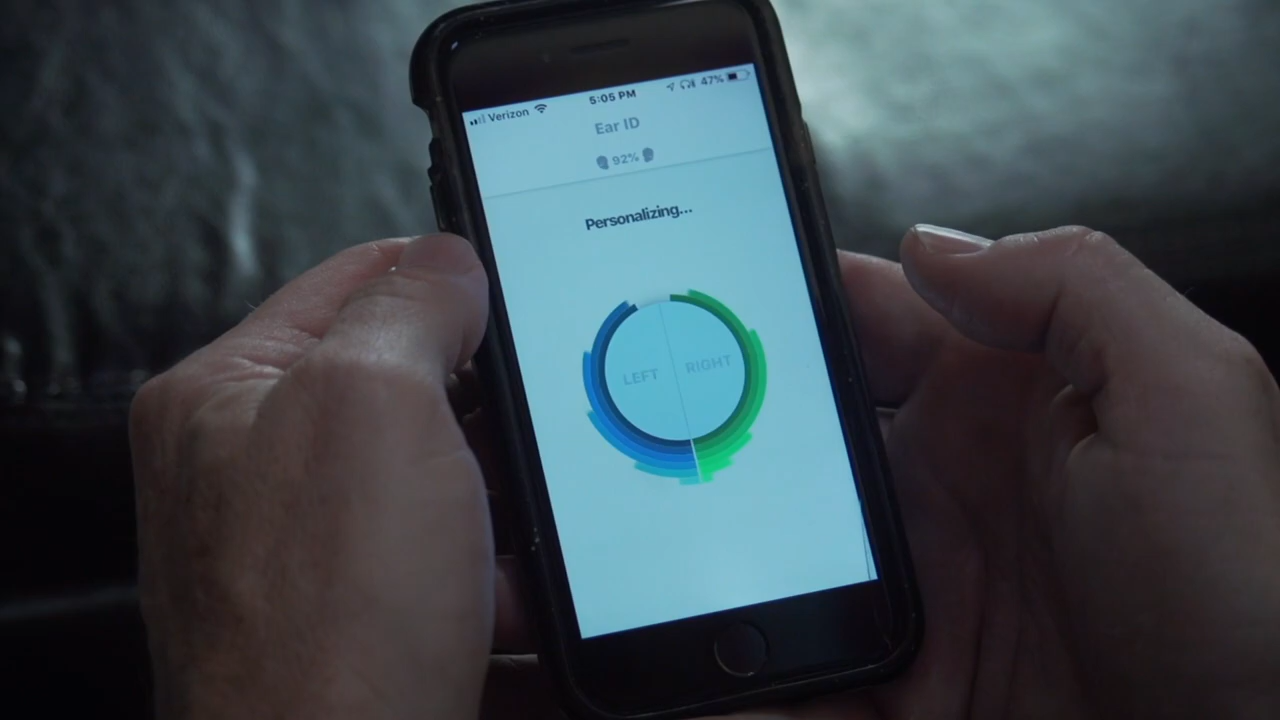 Verizon 5:05 PM 47%
Ear ID
92%
Personalizing...
LEFT RIGHT